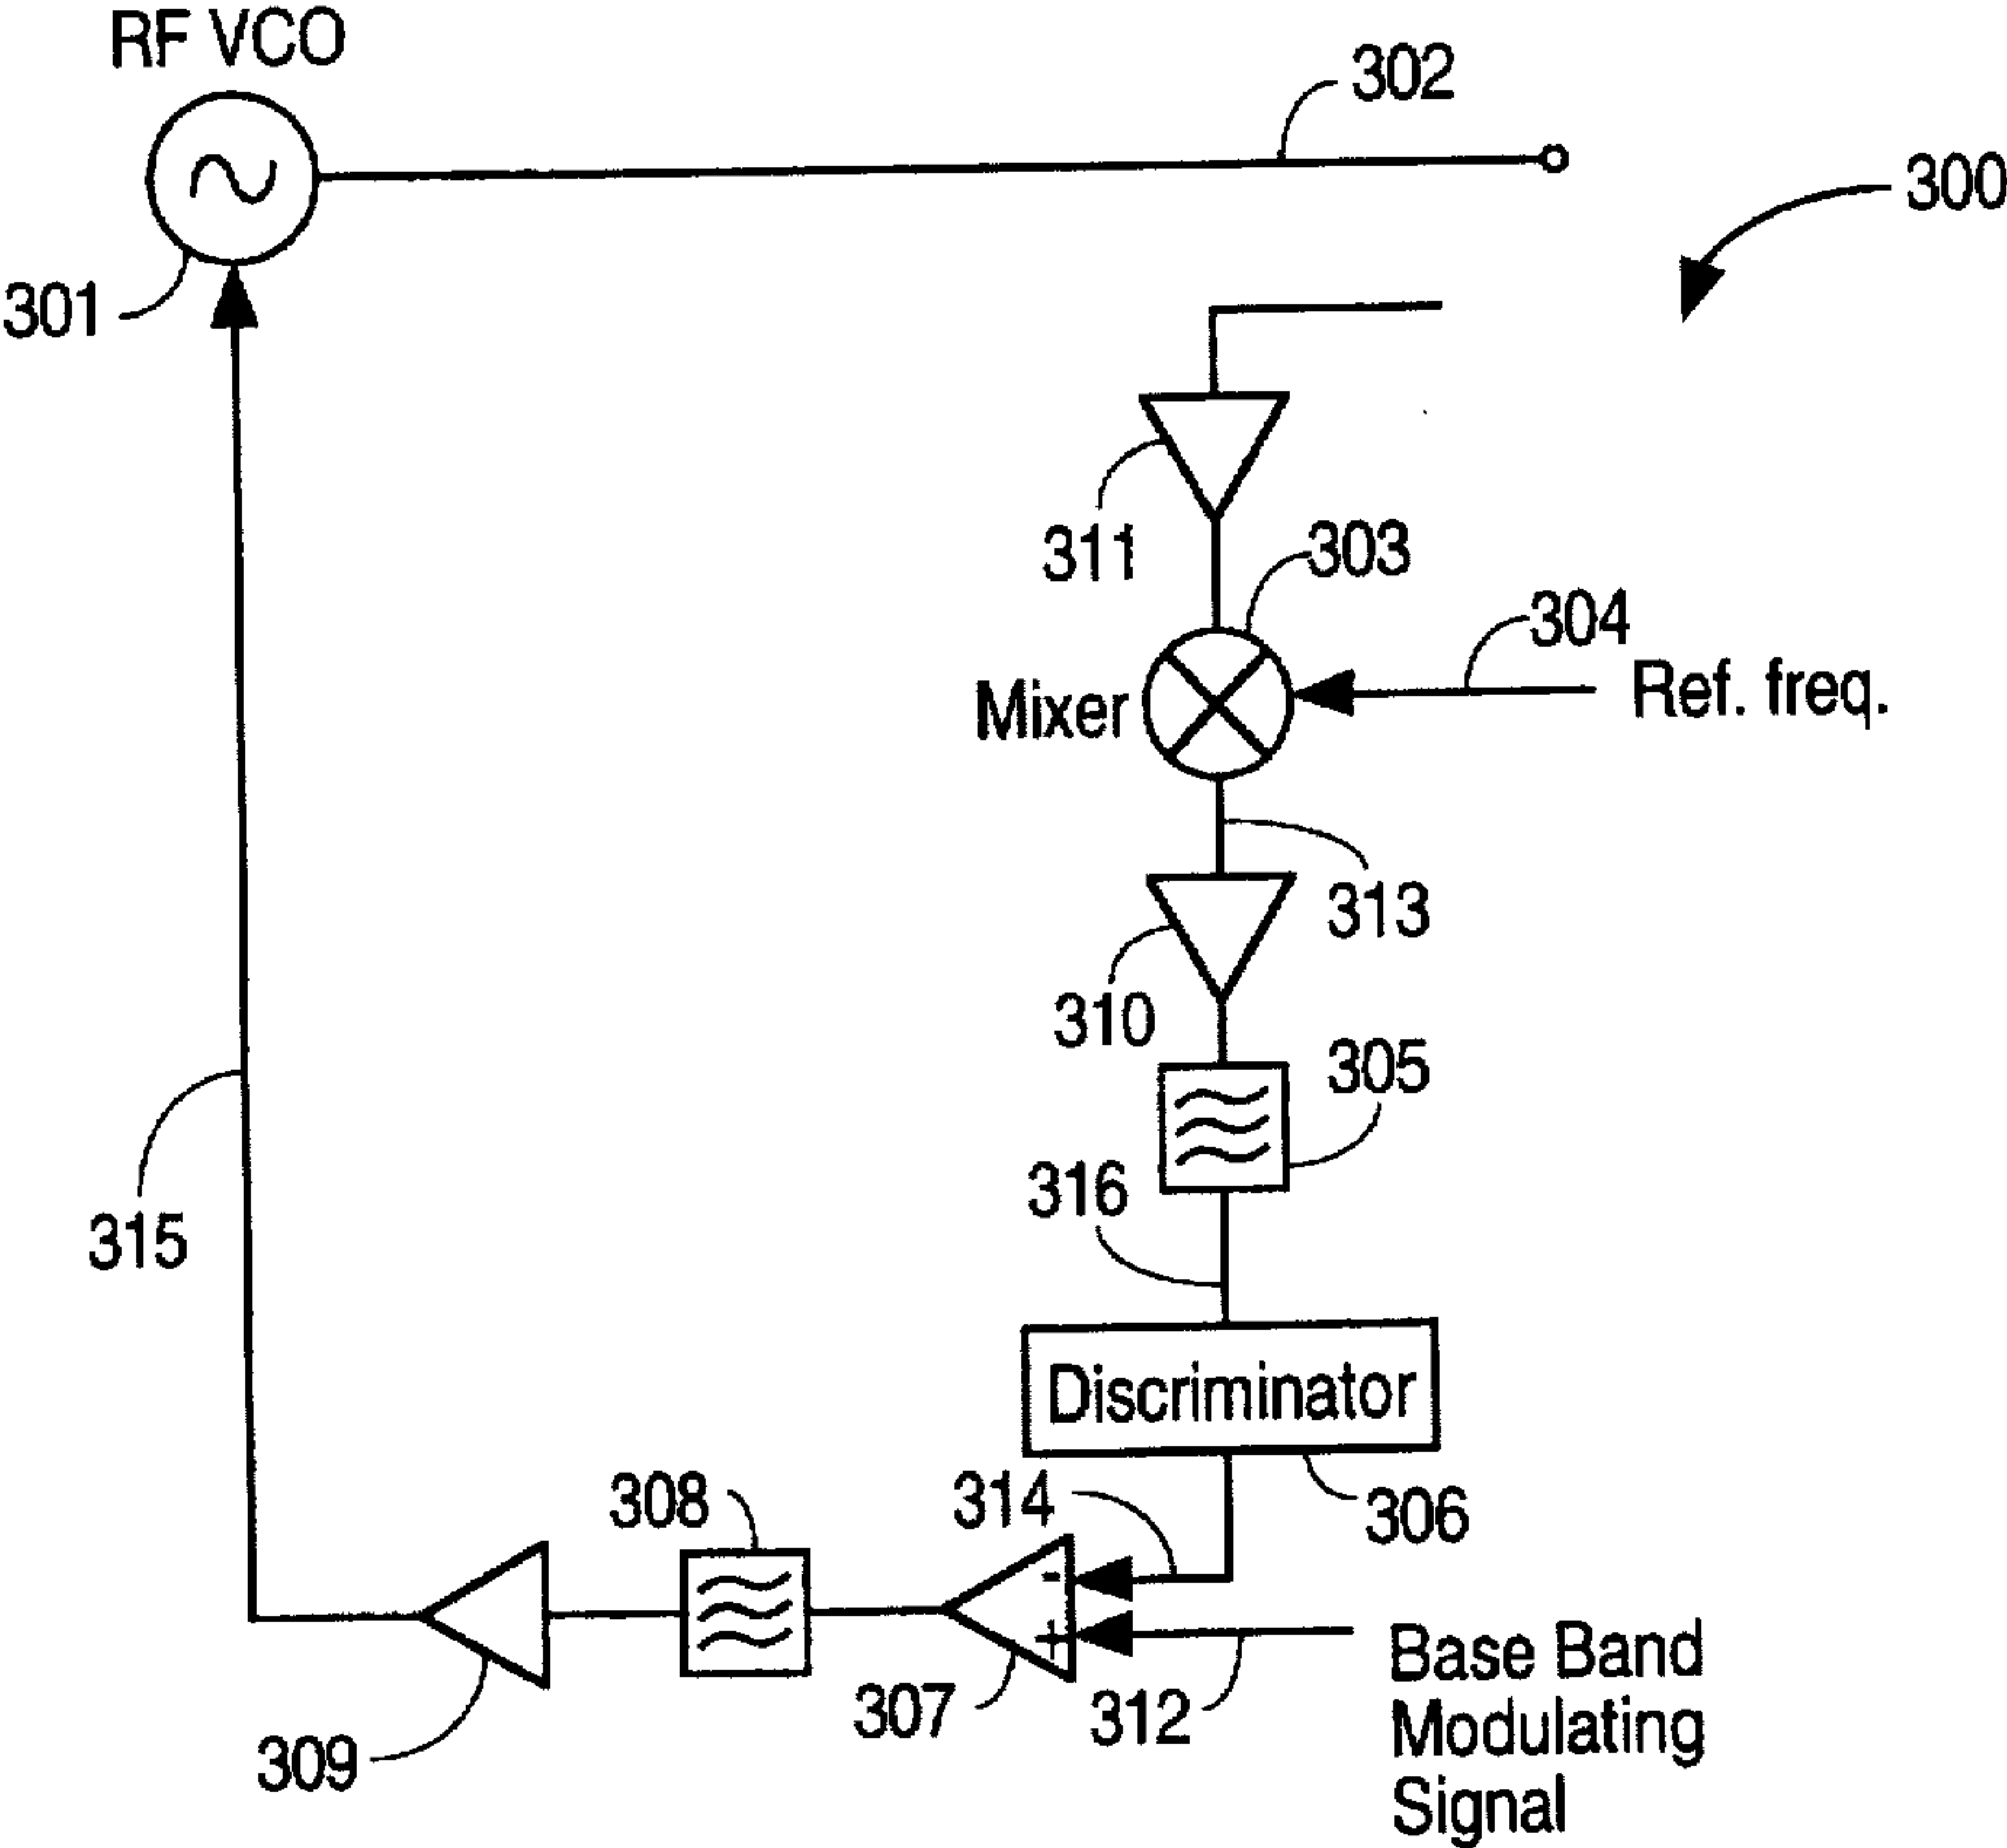 RF VCO
302
300
301
311
303
304
Mixer
Ref. freq.
313
310
305
316
315
Discriminator
308
314
306
-
+
307
312
Base Band
Modulating
Signal
309